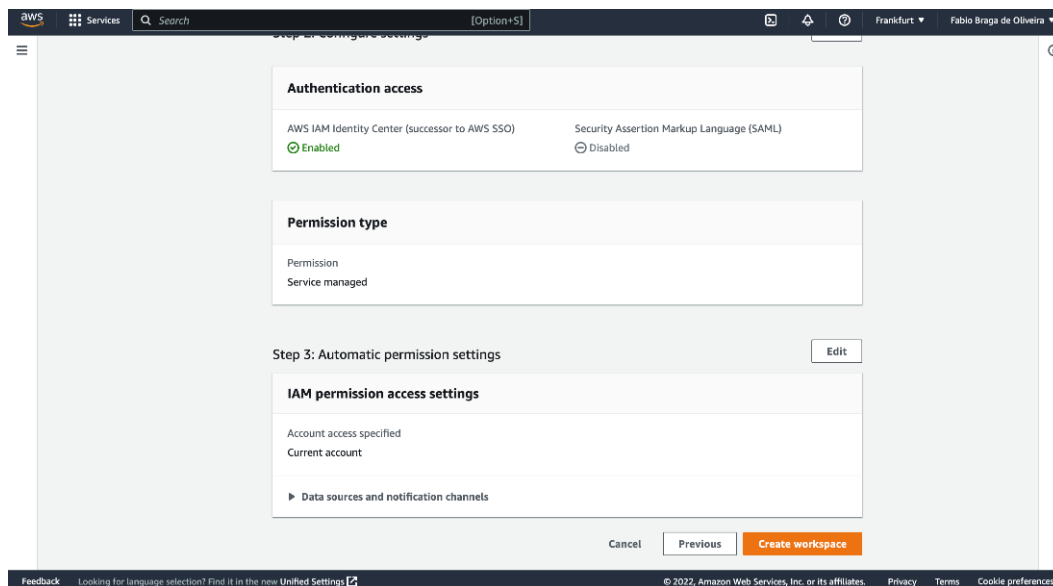 aws Services Search [Option+S] Frankfurt ▼ Fabio Braga de Oliveira ▼
Step 2: Configure settings
Authentication access
AWS IAM Identity Center (successor to AWS SSO) Security Assertion Markup Language (SAML)
Enabled Disabled
Permission type
Permission
Service managed
Step 3: Automatic permission settings Edit
IAM permission access settings
Account access specified
Current account
Data sources and notification channels
Cancel Previous Create workspace
Feedback Looking for language selection? Find it in the new Unified Settings © 2022, Amazon Web Services, Inc. or its affiliates. Privacy Terms Cookie preferences